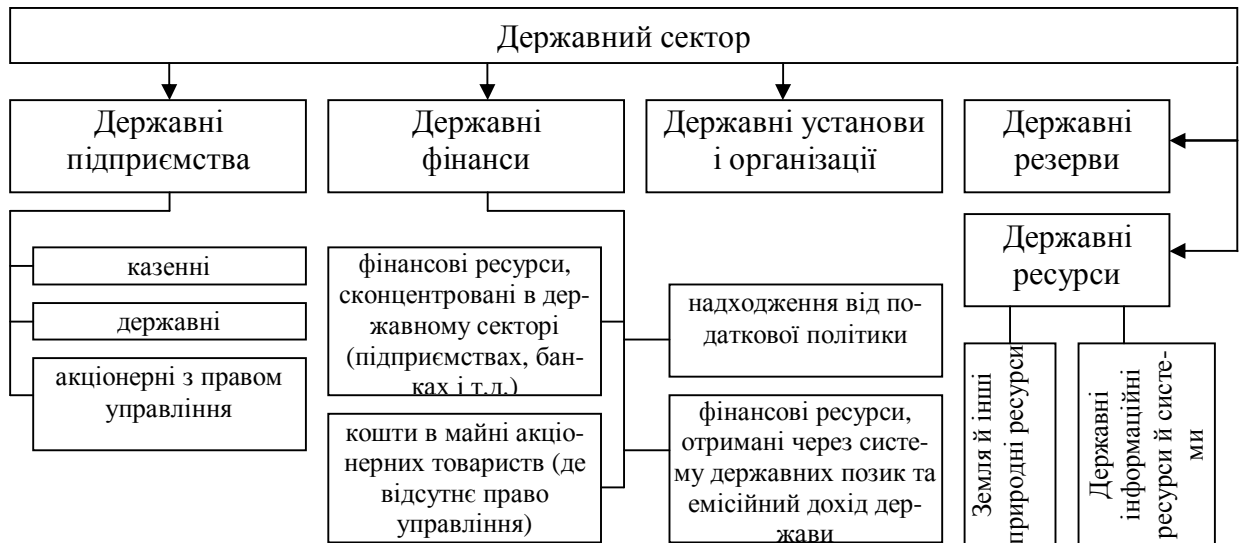 Державний сектор
Державні
підприємства
Державні
фінанси
Державні установи
і організації
Державні
резерви
Державні
ресурси
казенні
державні
акціонерні з правом
управління
фінансові ресурси,
сконцентровані в дер-
жавному секторі
(підприємствах, бан-
ках і т.д.)
кошти в майні акціо-
нерних товариств (де
відсутнє право
управління)
надходження від по-
даткової політики
фінансові ресурси,
отримані через систе-
му державних позик та
емісійний дохід дер-
жави
Земля й інші
природні ресурси
Державні
інформаційні
ресурси й систе-
ми